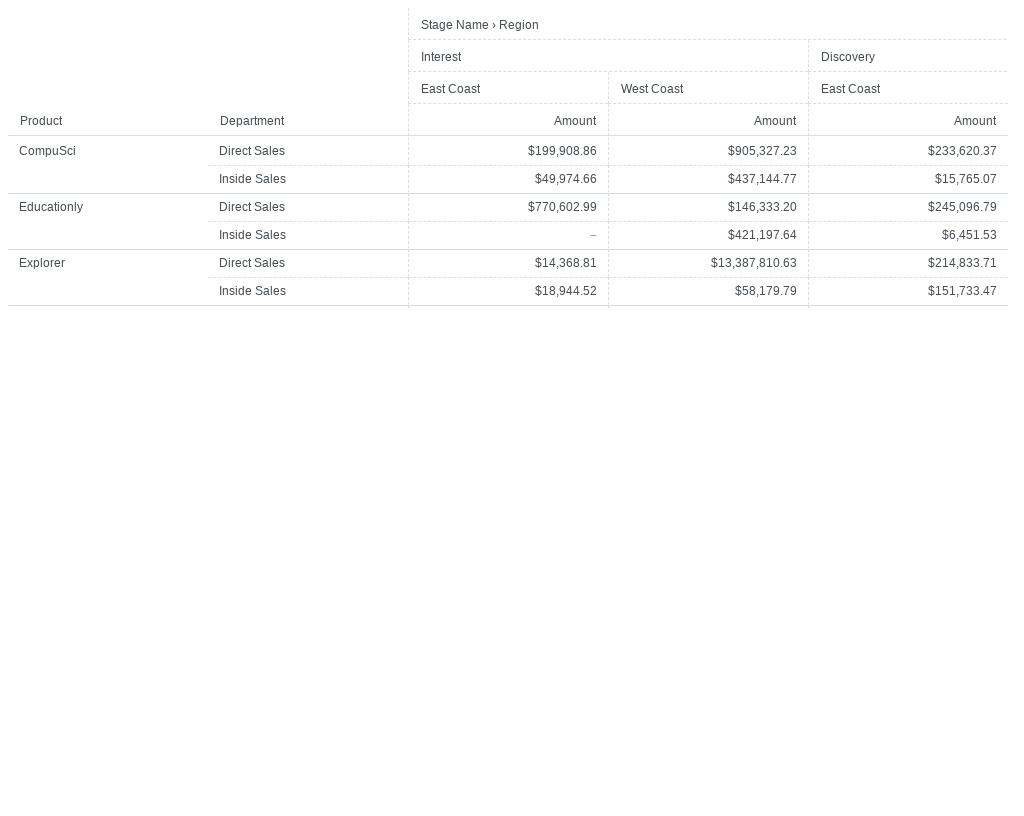 Stage Name › Region
Interest Discovery
East Coast West Coast East Coast
Product Department Amount Amount Amount
CompuSci Direct Sales $199,908.86 $905,327.23 $233,620.37
Inside Sales $49,974.66 $437,144.77 $15,765.07
Educationly Direct Sales $770,602.99 $146,333.20 $245,096.79
Inside Sales – $421,197.64 $6,451.53
Explorer Direct Sales $14,368.81 $13,387,810.63 $214,833.71
Inside Sales $18,944.52 $58,179.79 $151,733.47